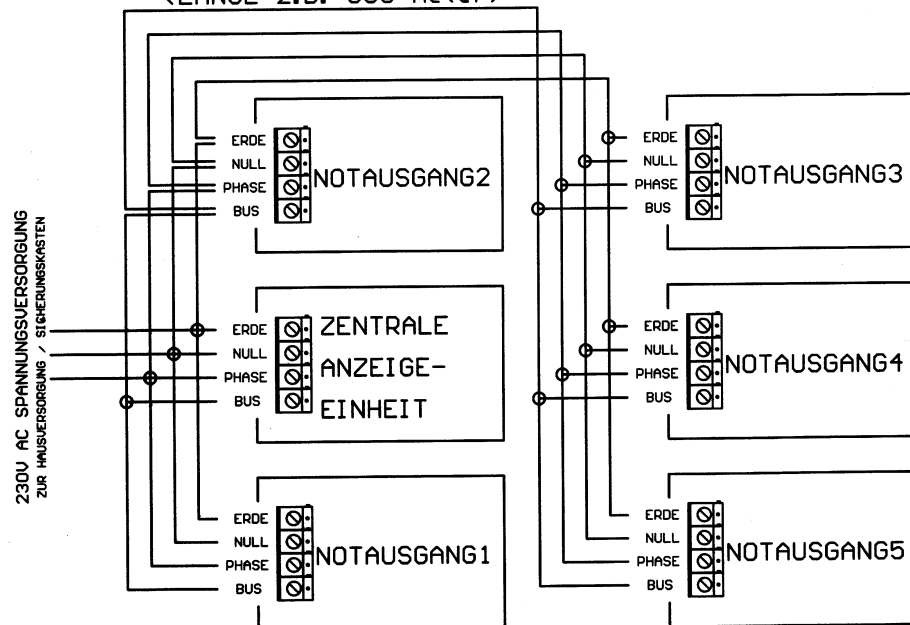 230V AC SPANNUNGSVERSORGUNG
ZUR HAUSVERSORGUNG / SICHERUNGSKASTEN
ERDE
NULL
PHASE
BUS
NOTAUSGANG2
ERDE
NULL
PHASE
BUS
ZENTRALE
ANZEIGE-
EINHEIT
ERDE
NULL
PHASE
BUS
NOTAUSGANG1
ERDE
NULL
PHASE
BUS
NOTAUSGANG3
ERDE
NULL
PHASE
BUS
NOTAUSGANG4
ERDE
NULL
PHASE
BUS
NOTAUSGANG5